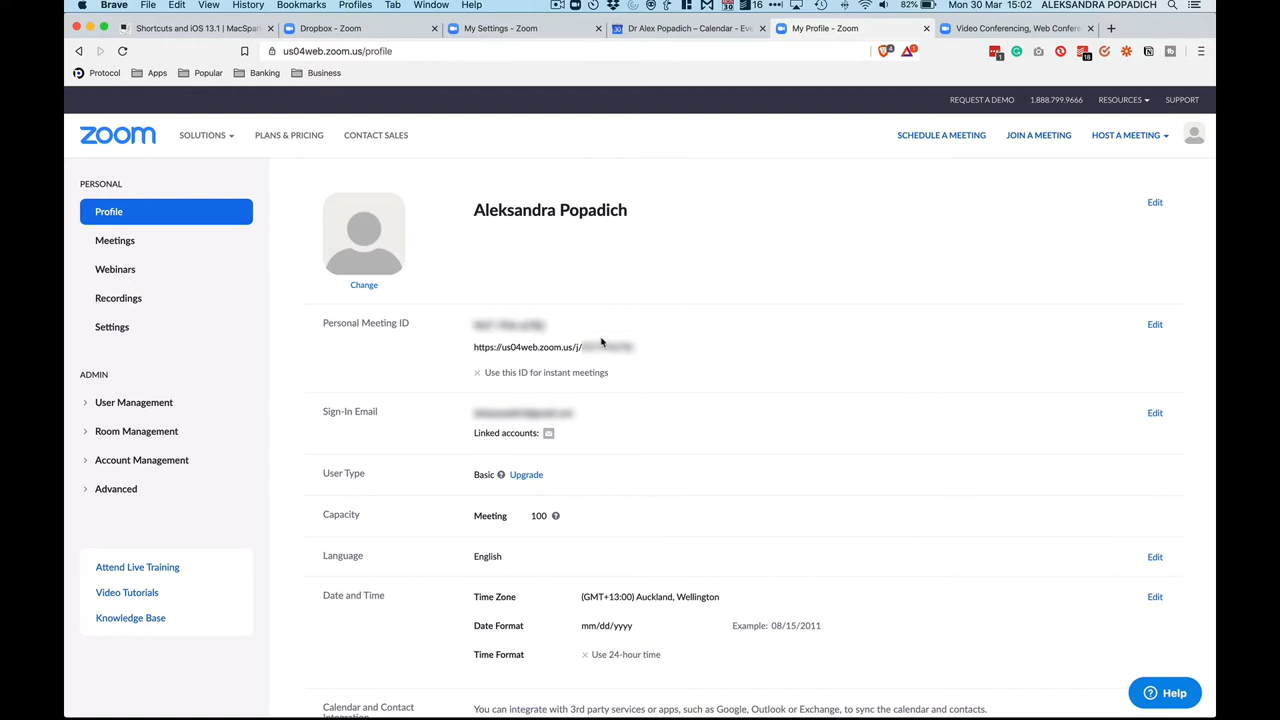 Brave File Edit View History Bookmarks Profiles Tab Window Help 16 82% Mon 30 Mar 15:02 ALEKSANDRA POPADICH
Shortcuts and iOS 13.1 | MacSpar × Dropbox - Zoom × My Settings - Zoom × Dr Alex Popadich – Calendar - Eve × My Profile - Zoom × Video Conferencing, Web Confere × +
us04web.zoom.us/profile
Protocol Apps Popular Banking Business
REQUEST A DEMO 1.888.799.9666 RESOURCES SUPPORT
zoom SOLUTIONS PLANS & PRICING CONTACT SALES SCHEDULE A MEETING JOIN A MEETING HOST A MEETING
PERSONAL
Profile
Meetings
Webinars
Recordings
Settings
ADMIN
User Management
Room Management
Account Management
Advanced
Attend Live Training
Video Tutorials
Knowledge Base
Aleksandra Popadich Edit
Change
Personal Meeting ID Edit
https://us04web.zoom.us/j/
× Use this ID for instant meetings
Sign-In Email Edit
Linked accounts:
User Type Basic Upgrade
Capacity Meeting 100
Language English Edit
Date and Time Time Zone (GMT+13:00) Auckland, Wellington Edit
Date Format mm/dd/yyyy Example: 08/15/2011
Time Format × Use 24-hour time
Calendar and Contact You can integrate with 3rd party services or apps, such as Google, Outlook or Exchange, to sync the calendar and contacts.
Integration
Help